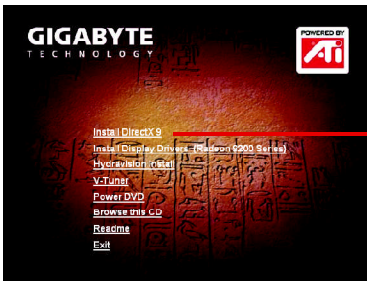 GIGABYTE
TECHNOLOGY
POWERED BY
ATi
Install DirectX 9
Install Display Drivers (Radeon 9200 Series)
Hydravision Install
V-Tuner
Power DVD
Browse this CD
Readme
Exit